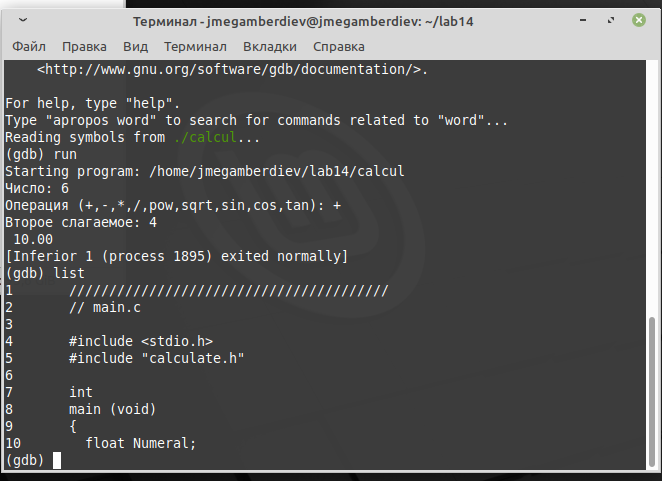 Терминал - jmegamberdiev@jmegamberdiev: ~/lab14
Файл Правка Вид Терминал Вкладки Справка
    <http://www.gnu.org/software/gdb/documentation/>.

For help, type "help".
Type "apropos word" to search for commands related to "word"...
Reading symbols from ./calcul...
(gdb) run
Starting program: /home/jmegamberdiev/lab14/calcul
Число: 6
Операция (+,-,*,/,pow,sqrt,sin,cos,tan): +
Второе слагаемое: 4
 10.00
[Inferior 1 (process 1895) exited normally]
(gdb) list
1       ////////////////////////////////////////
2       // main.c
3
4       #include <stdio.h>
5       #include "calculate.h"
6
7       int
8       main (void)
9       {
10        float Numeral;
(gdb)